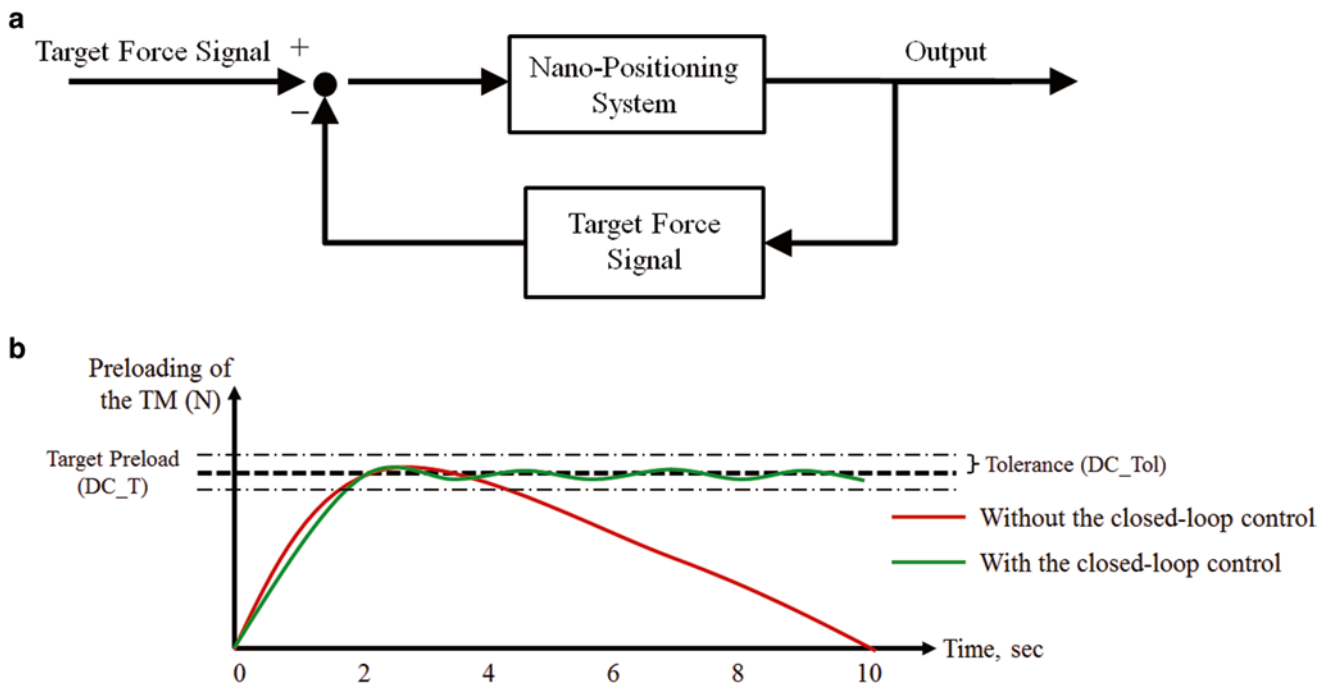 a
Target Force Signal
+
−
Nano-Positioning
System
Output
Target Force
Signal
b
Preloading of
the TM (N)
Target Preload
(DC_T)
Tolerance (DC_Tol)
Without the closed-loop control
With the closed-loop control
Time, sec
0 2 4 6 8 10